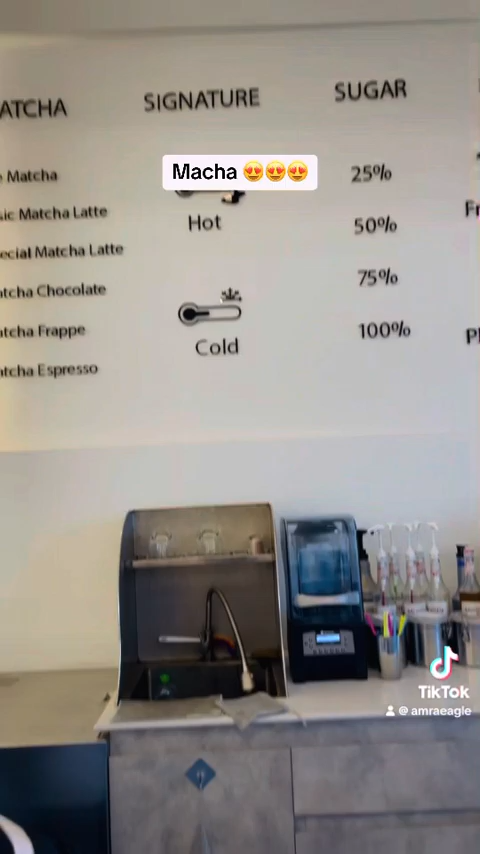 Macha 😍😍😍
ATCHA
Matcha
ic Matcha Latte
ecial Matcha Latte
atcha Chocolate
atcha Frappe
atcha Espresso
SIGNATURE
Hot
Cold
SUGAR
25%
50%
75%
100%
TikTok
@ amraeagle